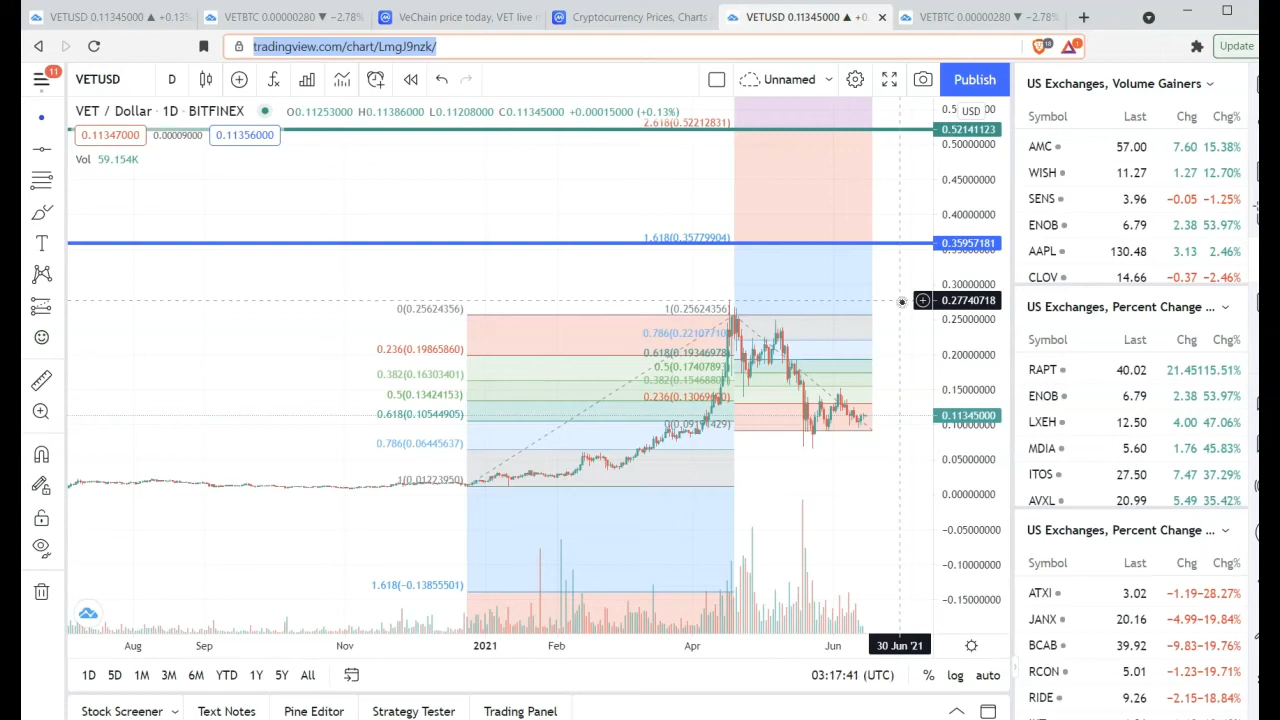 VETUSD 0.11345000 ▲ +0.13%
VETBTC 0.00000280 ▼ −2.78%
VeChain price today, VET live m
Cryptocurrency Prices, Charts
VETUSD 0.11345000 ▲ +0.
VETBTC 0.00000280 ▼ −2.78%
tradingview.com/chart/LmgJ9nzk/
Update
11
VETUSD
D
Unnamed
Publish
VET / Dollar · 1D · BITFINEX
O0.11253000 H0.11386000 L0.11208000 C0.11345000 +0.00015000 (+0.13%)
0.11347000
0.00009000
0.11356000
Vol 59.154K
USD
2.618(0.52212831)
0.52141123
0.50000000
0.45000000
0.40000000
1.618(0.35779904)
0.35957181
0.30000000
0.27740718
0(0.25624356)
1(0.25624356)
0.25000000
0.786(0.22107710)
0.236(0.19865860)
0.618(0.19346978)
0.20000000
0.5(0.1740789
0.382(0.16303401)
0.15000000
0.5(0.13424153)
0.618(0.10544905)
0.11345000
0.10000000
0.786(0.06445637)
0.05000000
1(0.01223950)
0.00000000
−0.05000000
−0.10000000
1.618(−0.13855501)
−0.15000000
Aug
Sep
Nov
2021
Feb
Apr
Jun
30 Jun '21
1D 5D 1M 3M 6M YTD 1Y 5Y All
03:17:41 (UTC)
%
log
auto
Stock Screener
Text Notes
Pine Editor
Strategy Tester
Trading Panel
US Exchanges, Volume Gainers
Symbol Last Chg Chg%
AMC 57.00 7.60 15.38%
WISH 11.27 1.27 12.70%
SENS 3.96 −0.05 −1.25%
ENOB 6.79 2.38 53.97%
AAPL 130.48 3.13 2.46%
CLOV 14.66 −0.37 −2.46%
US Exchanges, Percent Change ...
Symbol Last Chg Chg%
RAPT 40.02 21.45 115.51%
ENOB 6.79 2.38 53.97%
LXEH 12.50 4.00 47.06%
MDIA 5.60 1.76 45.83%
ITOS 27.50 7.47 37.29%
AVXL 20.99 5.49 35.42%
US Exchanges, Percent Change ...
Symbol Last Chg Chg%
ATXI 3.02 −1.19 −28.27%
JANX 20.16 −4.99 −19.84%
BCAB 39.92 −9.83 −19.76%
RCON 5.01 −1.23 −19.71%
RIDE 9.26 −2.15 −18.84%